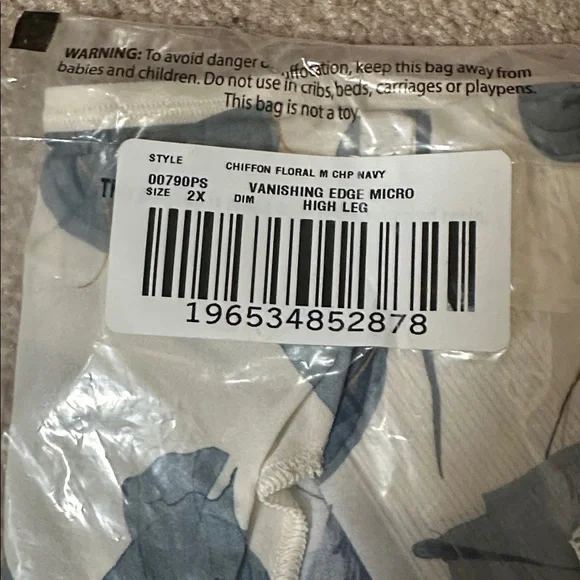 WARNING: To avoid danger of suffocation, keep this bag away from
babies and children. Do not use in cribs, beds, carriages or playpens.
This bag is not a toy.
STYLE CHIFFON FLORAL M CHP NAVY
00790PS VANISHING EDGE MICRO
SIZE 2X DIM HIGH LEG
196534852878